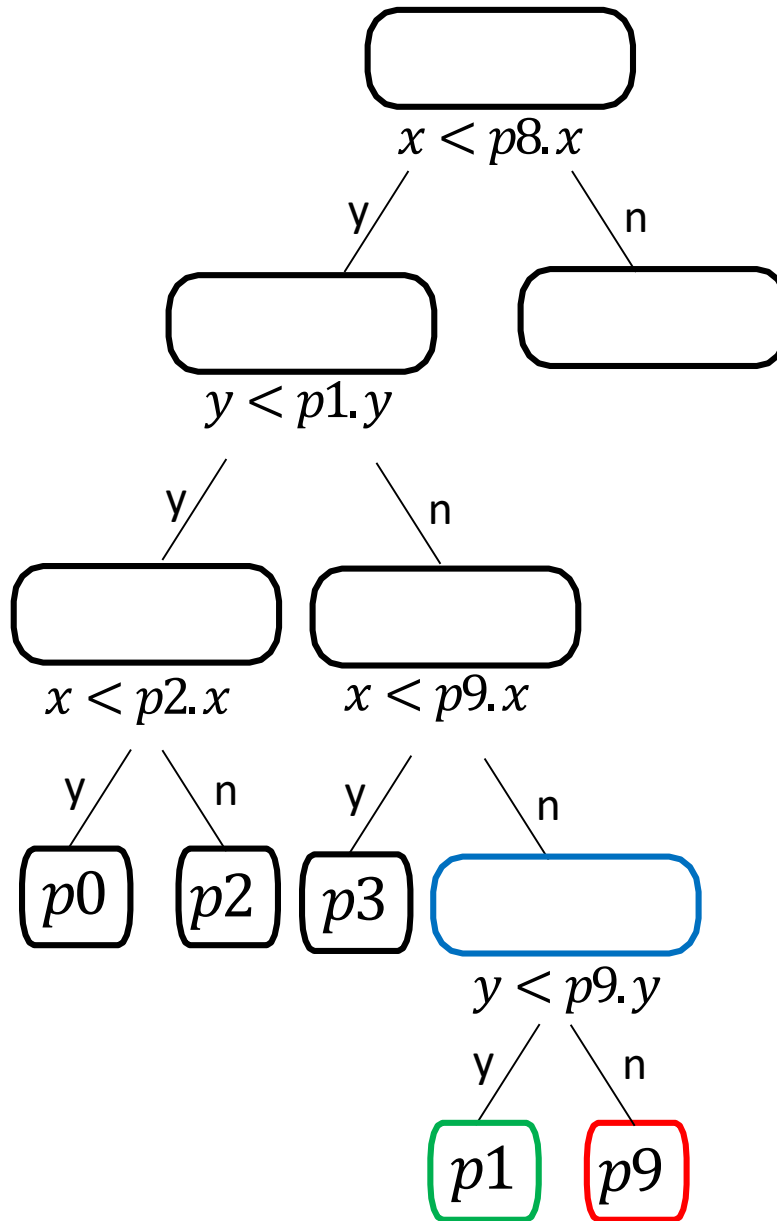 x < p8.x
y n
y < p1.y
y n
x < p2.x x < p9.x
y n y n
p0 p2 p3
y < p9.y
y n
p1 p9